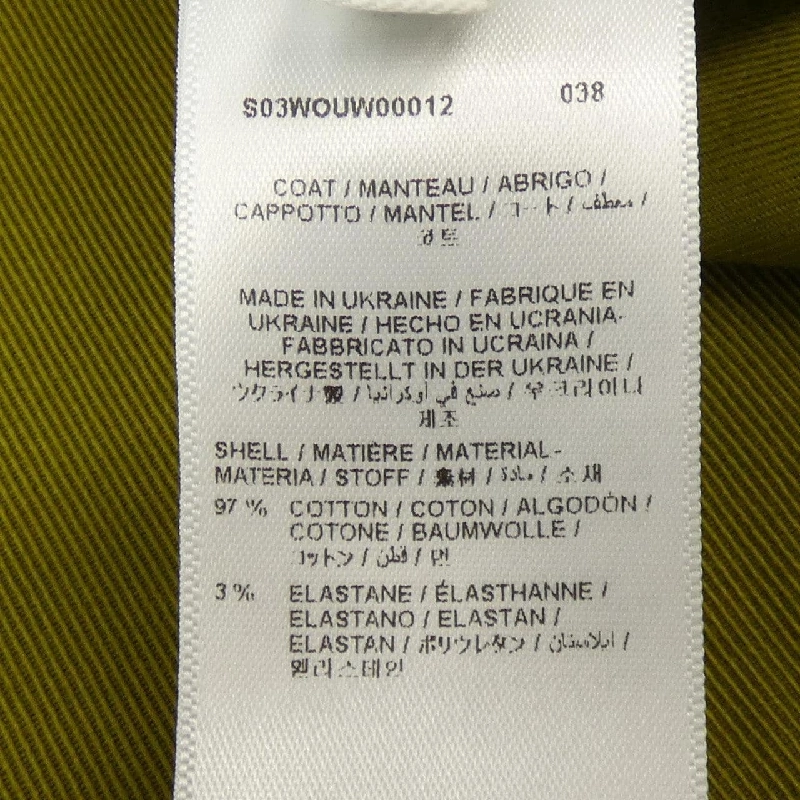 S03WOUW00012 038
COAT / MANTEAU / ABRIGO /
CAPPOTTO / MANTEL / コート / معطف /
코트
MADE IN UKRAINE / FABRIQUE EN
UKRAINE / HECHO EN UCRANIA-
FABBRICATO IN UCRAINA /
HERGESTELLT IN DER UKRAINE /
ウクライナ製 / صنع في أوكرانيا / 우크라이나
제조
SHELL / MATIÈRE / MATERIAL-
MATERIA / STOFF / 素材 / مادة / 소재
97 % COTTON / COTON / ALGODÓN /
COTONE / BAUMWOLLE /
コットン / قطن / 면
3 % ELASTANE / ÉLASTHANNE /
ELASTANO / ELASTAN /
ELASTAN / ポリウレタン / إيلاستان /
엘라스테인